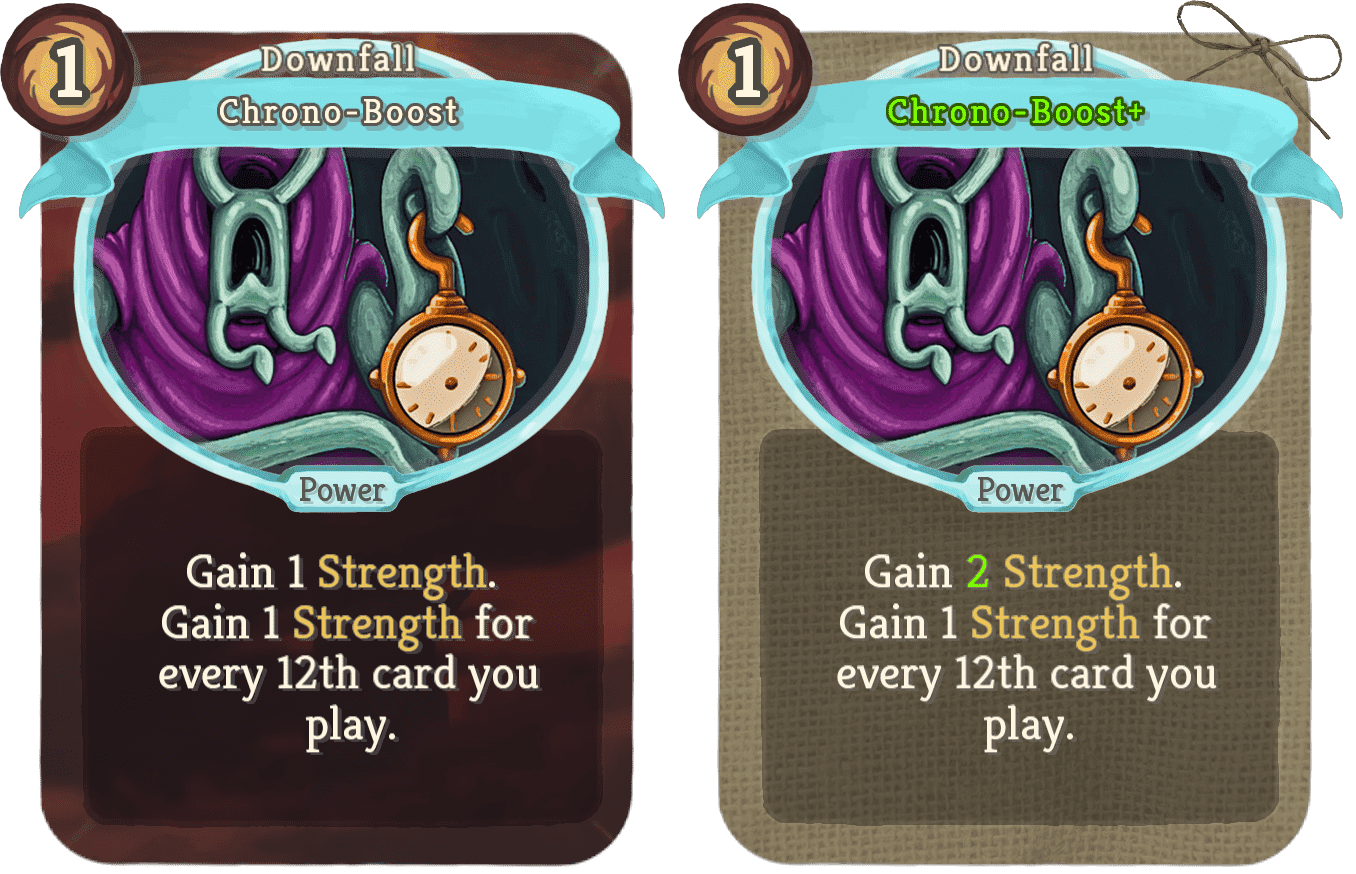 1
Downfall
Chrono-Boost
Power
Gain 1 Strength.
Gain 1 Strength for
every 12th card you
play.
1
Downfall
Chrono-Boost+
Power
Gain 2 Strength.
Gain 1 Strength for
every 12th card you
play.